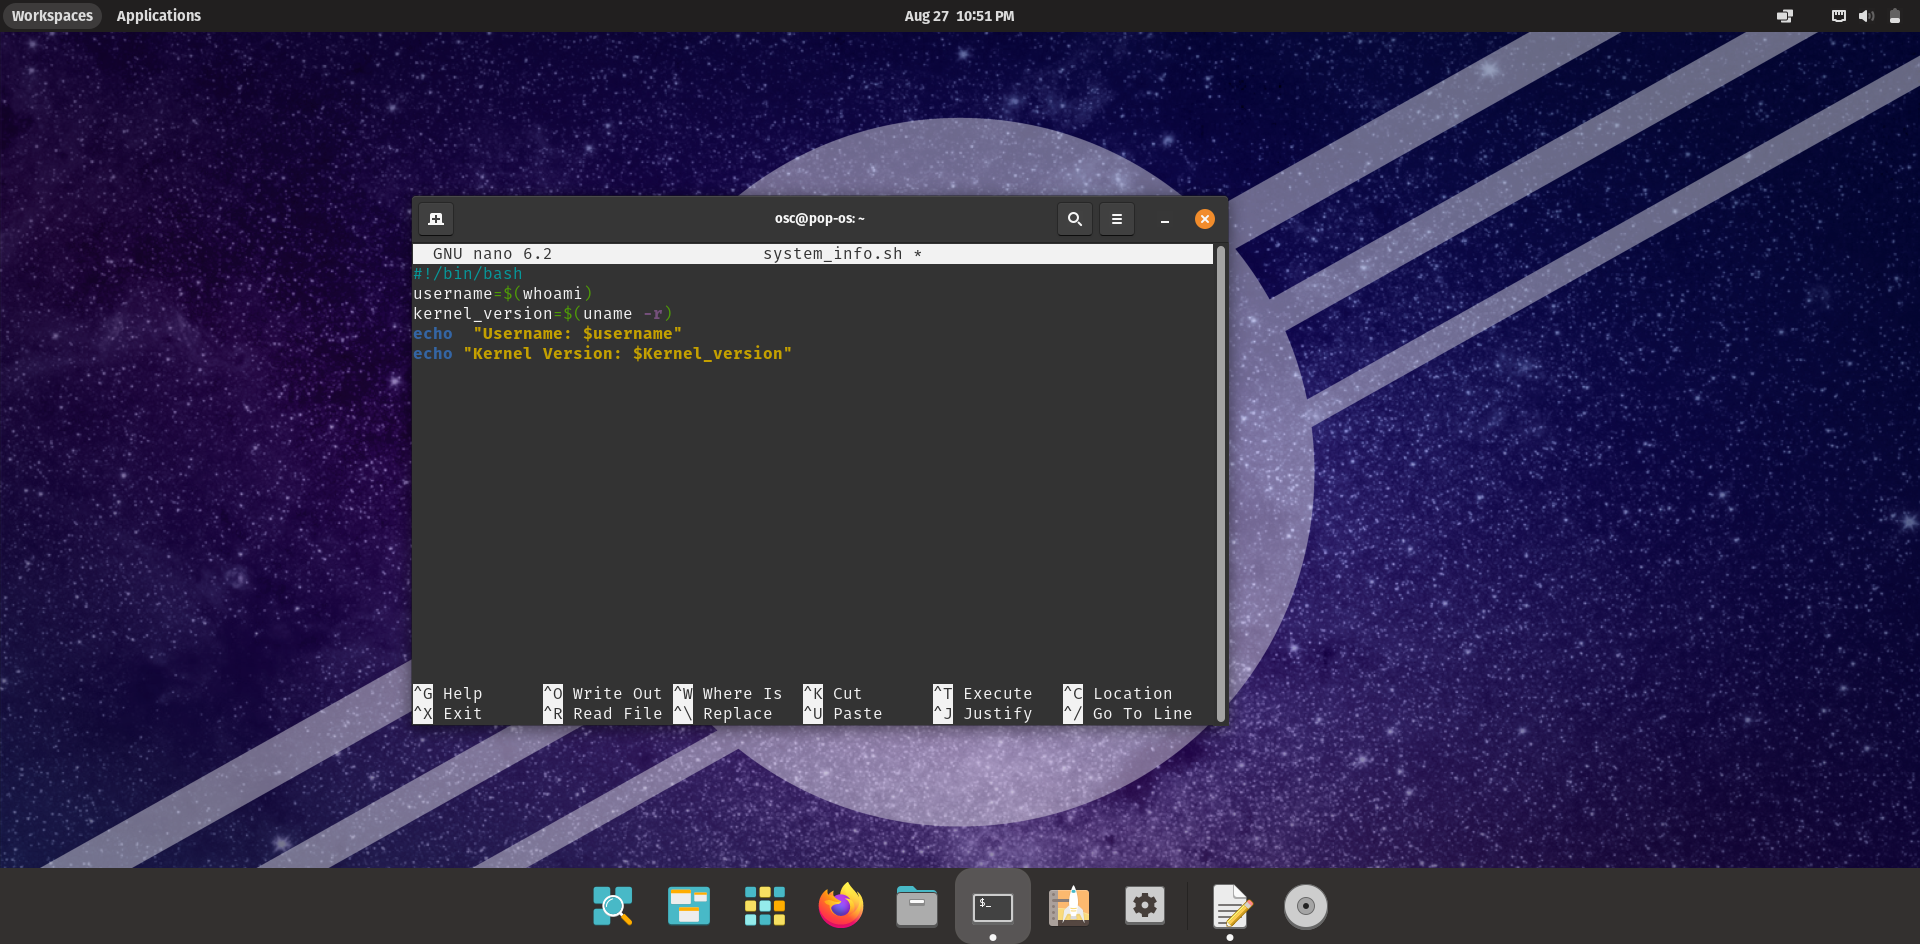 Workspaces Applications Aug 27 10:51 PM
osc@pop-os: ~
GNU nano 6.2 system_info.sh *
#!/bin/bash
username=$(whoami)
kernel_version=$(uname -r)
echo  "Username: $username"
echo "Kernel Version: $Kernel_version"
^G Help ^O Write Out ^W Where Is ^K Cut ^T Execute ^C Location
^X Exit ^R Read File ^\ Replace ^U Paste ^J Justify ^/ Go To Line
$_